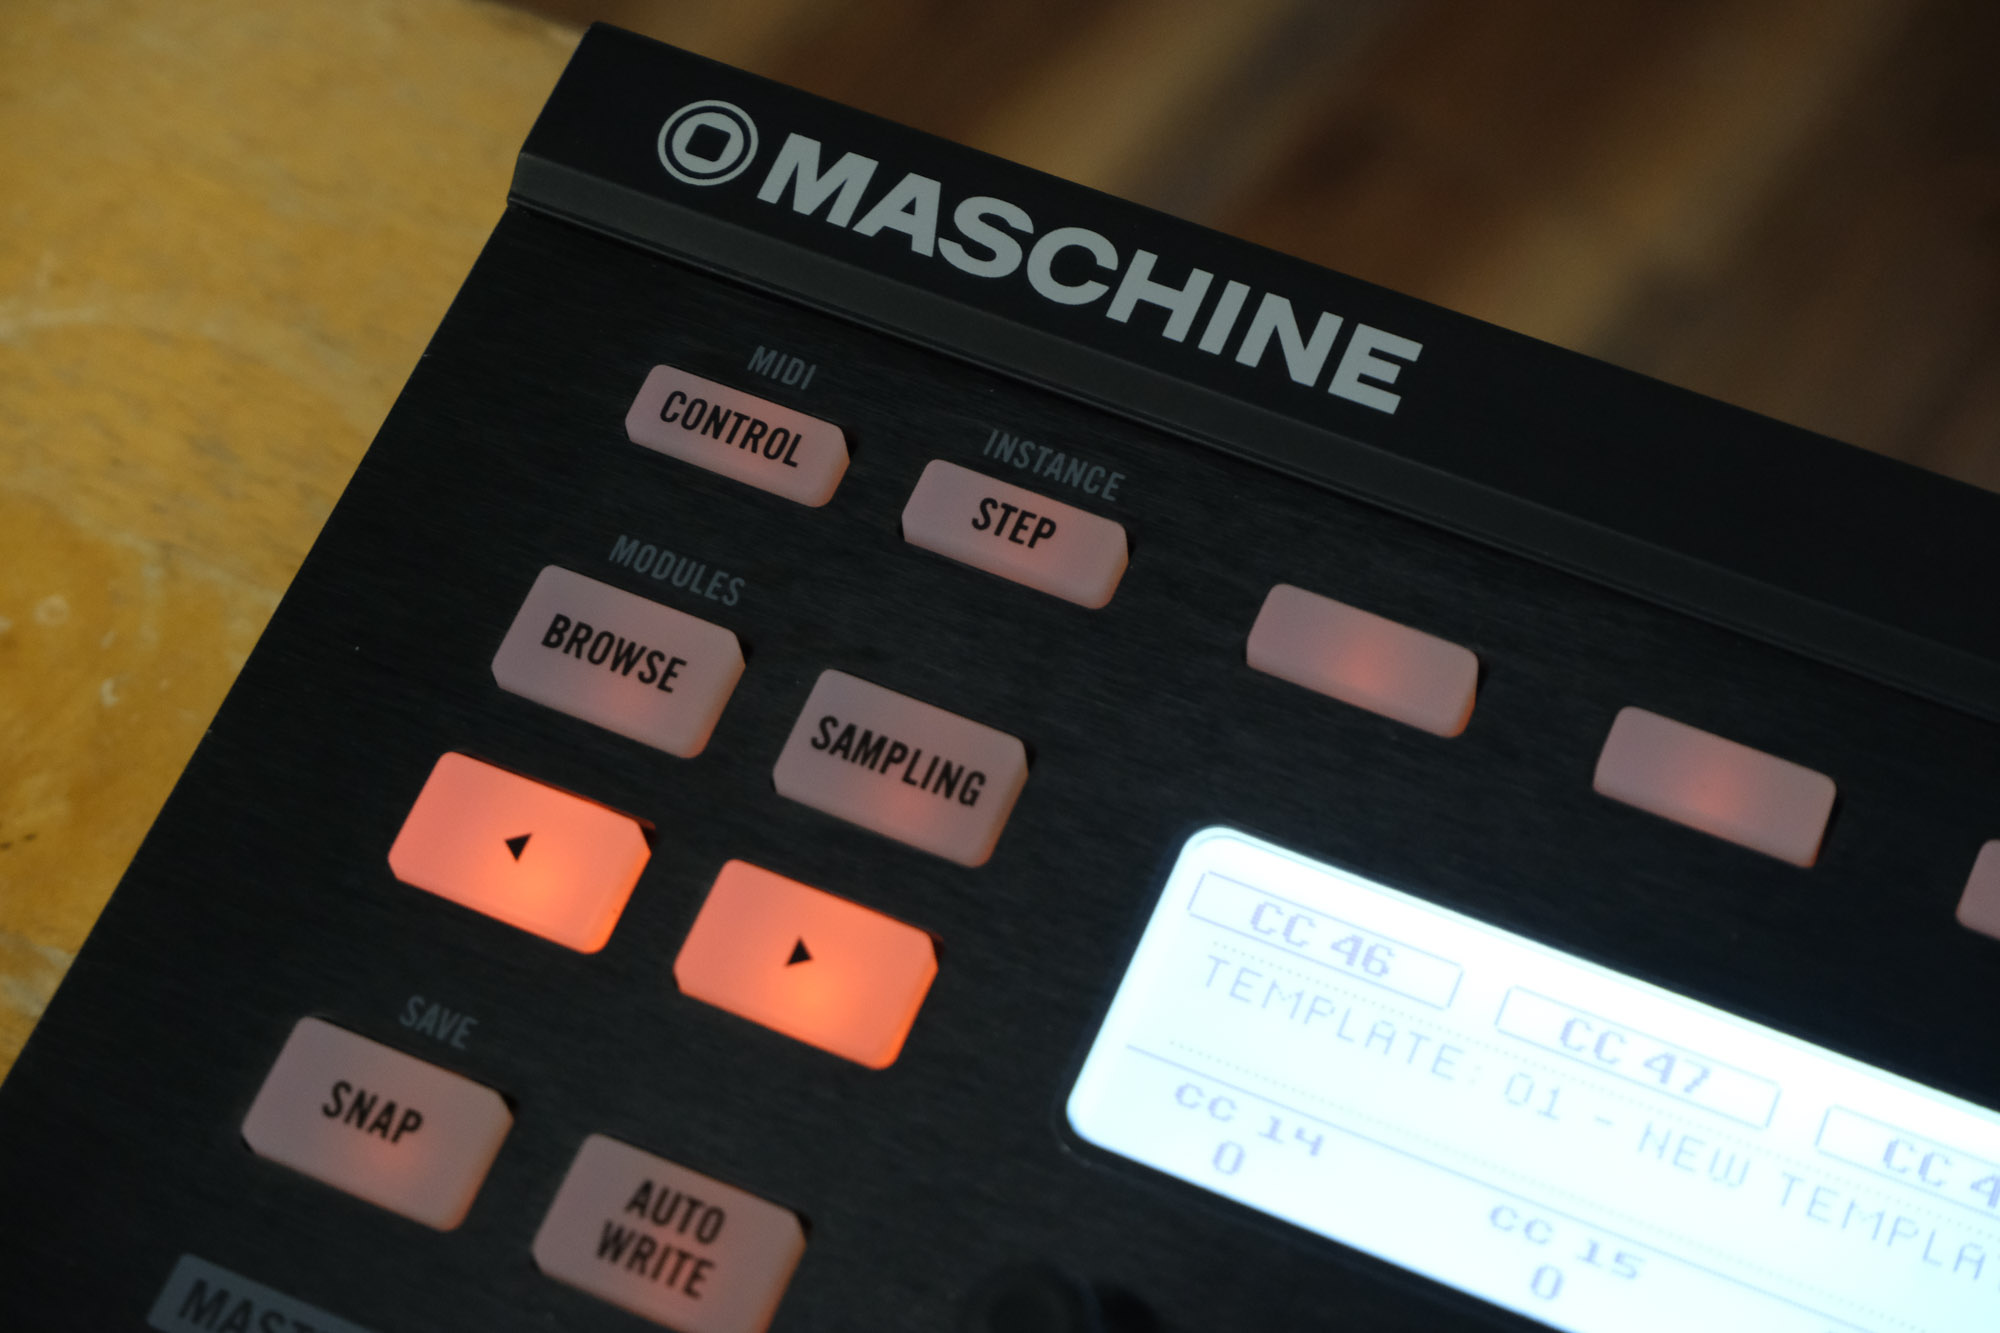 MASCHINE
MIDI
CONTROL
INSTANCE
STEP
MODULES
BROWSE
SAMPLING
SAVE
SNAP
AUTO
WRITE
CC 46
CC 47
TEMPLATE: 01 - NEW
CC 14
0
CC 15
0